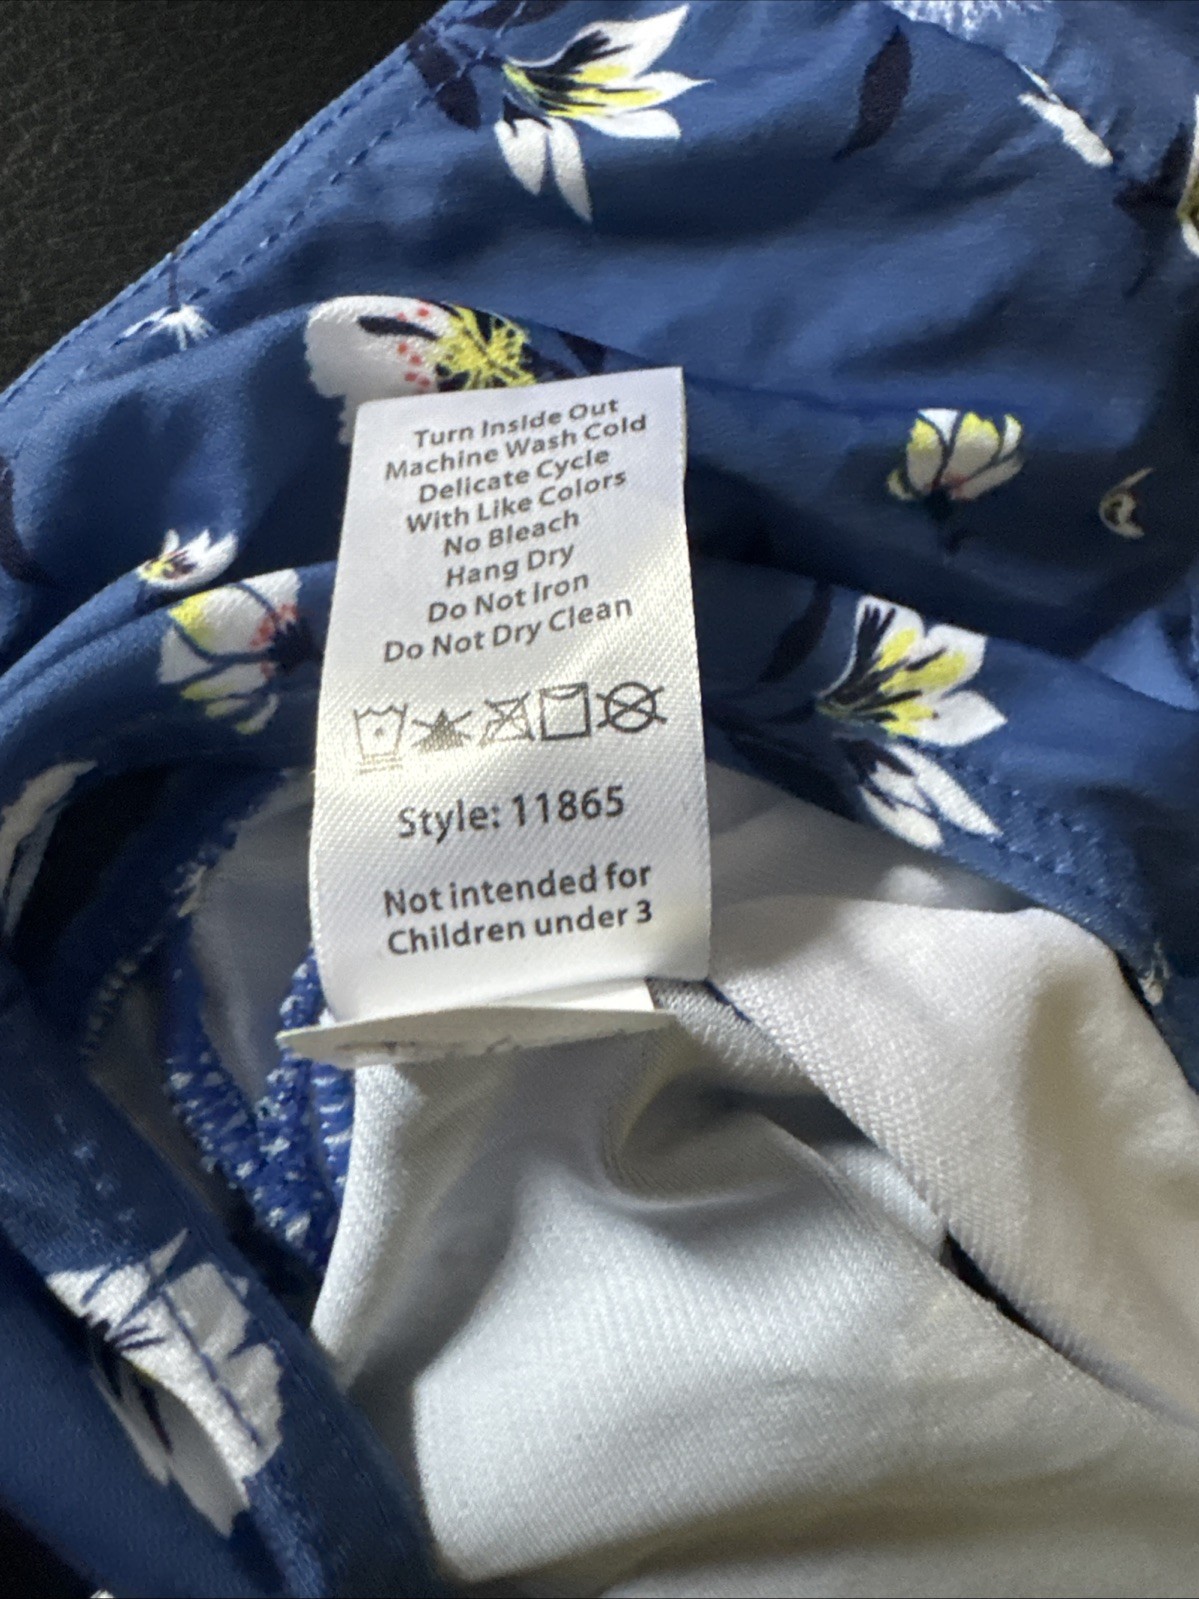 Turn Inside Out
Machine Wash Cold
Delicate Cycle
With Like Colors
No Bleach
Hang Dry
Do Not Iron
Do Not Dry Clean
Style: 11865
Not intended for
Children under 3